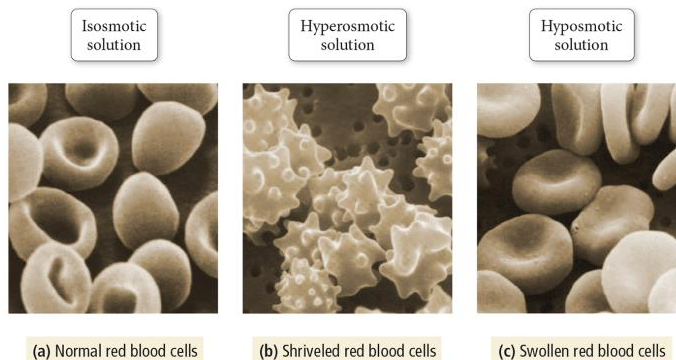 Isosmotic
solution
Hyperosmotic
solution
Hyposmotic
solution
(a) Normal red blood cells
(b) Shriveled red blood cells
(c) Swollen red blood cells